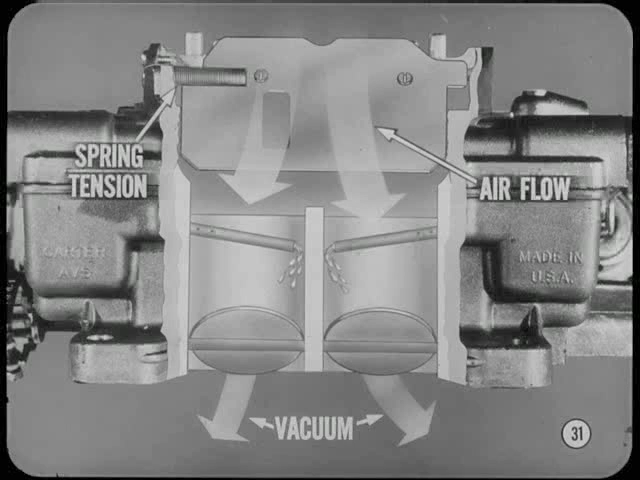 SPRING
TENSION
AIR FLOW
CARTER
AVS
MADE IN
U.S.A.
VACUUM
31